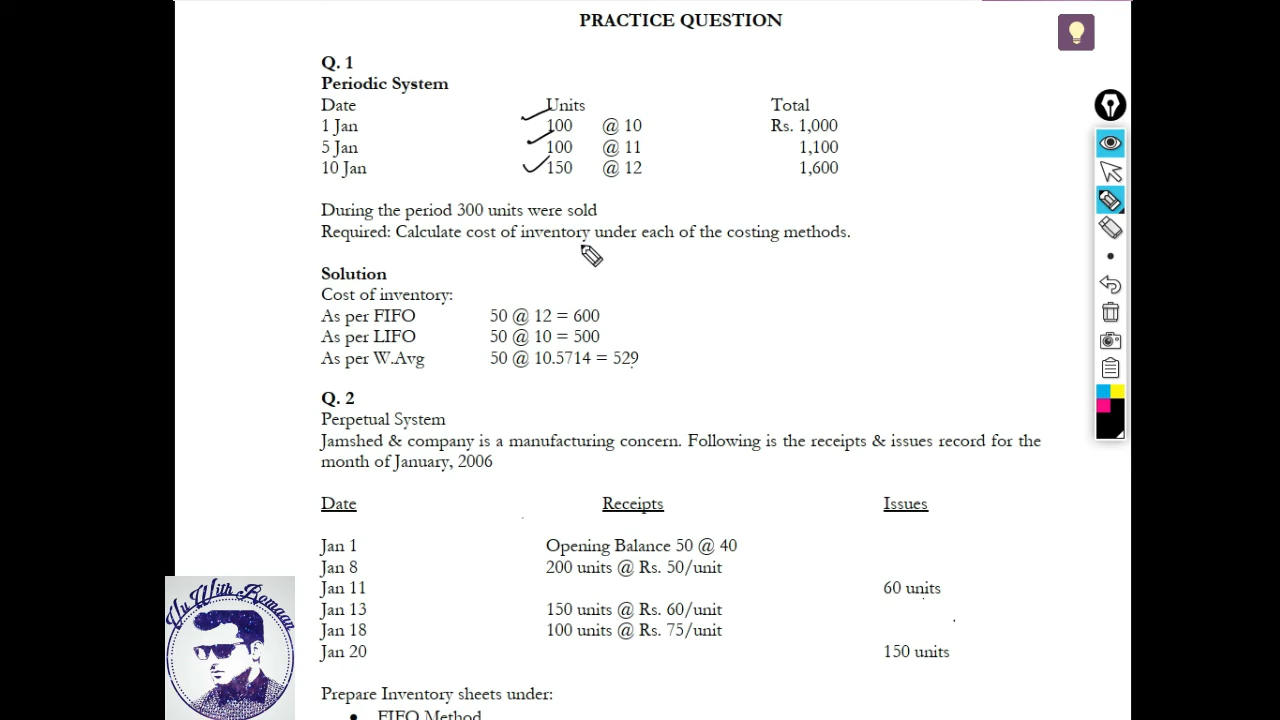 PRACTICE QUESTION
Q. 1
Periodic System
Date Units Total
1 Jan 100 @ 10 Rs. 1,000
5 Jan 100 @ 11 1,100
10 Jan 150 @ 12 1,600
During the period 300 units were sold
Required: Calculate cost of inventory under each of the costing methods.
Solution
Cost of inventory:
As per FIFO 50 @ 12 = 600
As per LIFO 50 @ 10 = 500
As per W.Avg 50 @ 10.5714 = 529
Q. 2
Perpetual System
Jamshed & company is a manufacturing concern. Following is the receipts & issues record for the
month of January, 2006
Date Receipts Issues
Jan 1 Opening Balance 50 @ 40
Jan 8 200 units @ Rs. 50/unit
Jan 11 60 units
Jan 13 150 units @ Rs. 60/unit
Jan 18 100 units @ Rs. 75/unit
Jan 20 150 units
Prepare Inventory sheets under:
• FIFO Method